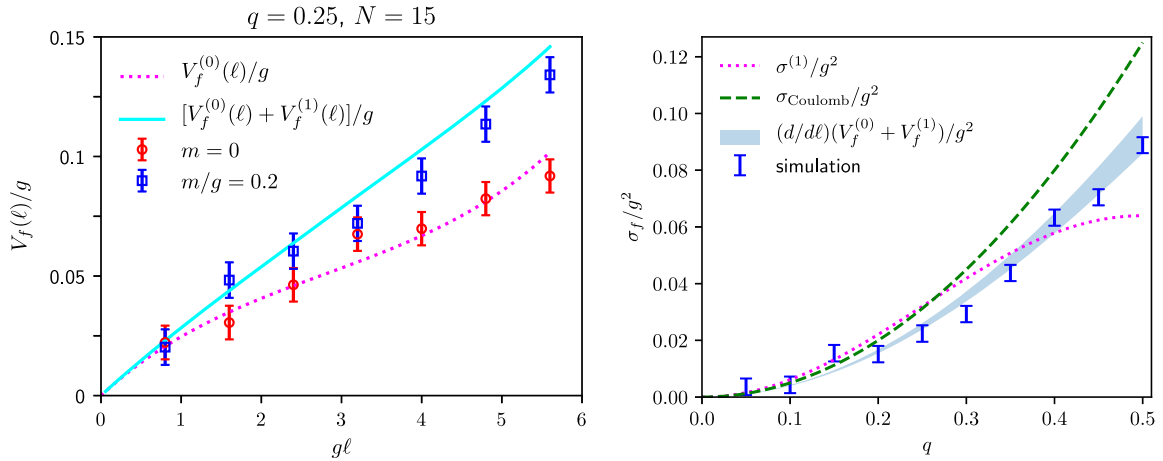 q = 0.25, N = 15
V_f(ℓ)/g
0.15
0.1
0.05
0
0 1 2 3 4 5 6
gℓ
V_f^{(0)}(ℓ)/g
[V_f^{(0)}(ℓ) + V_f^{(1)}(ℓ)]/g
m = 0
m/g = 0.2
σ_f/g^2
0.12
0.10
0.08
0.06
0.04
0.02
0.00
0.0 0.1 0.2 0.3 0.4 0.5
q
σ^{(1)}/g^2
σ_{Coulomb}/g^2
(d/dℓ)(V_f^{(0)} + V_f^{(1)})/g^2
simulation